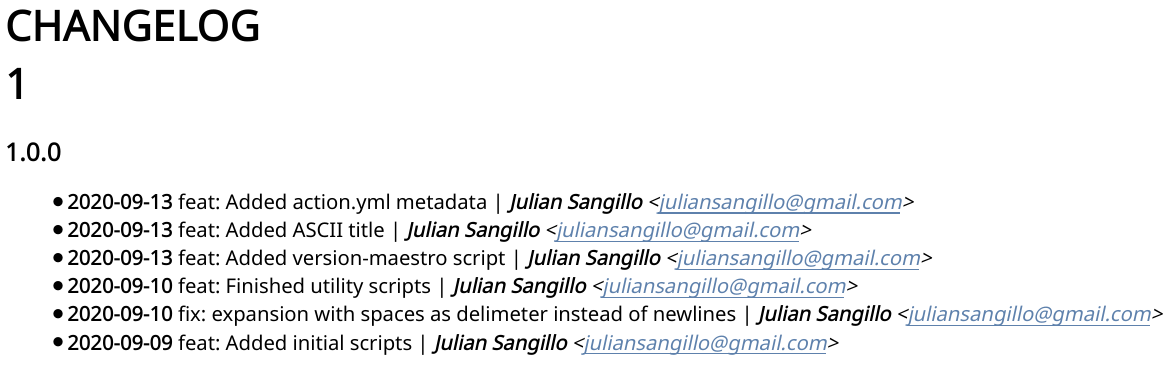 CHANGELOG
1
1.0.0
• 2020-09-13 feat: Added action.yml metadata | Julian Sangillo <juliansangillo@gmail.com>
• 2020-09-13 feat: Added ASCII title | Julian Sangillo <juliansangillo@gmail.com>
• 2020-09-13 feat: Added version-maestro script | Julian Sangillo <juliansangillo@gmail.com>
• 2020-09-10 feat: Finished utility scripts | Julian Sangillo <juliansangillo@gmail.com>
• 2020-09-10 fix: expansion with spaces as delimeter instead of newlines | Julian Sangillo <juliansangillo@gmail.com>
• 2020-09-09 feat: Added initial scripts | Julian Sangillo <juliansangillo@gmail.com>